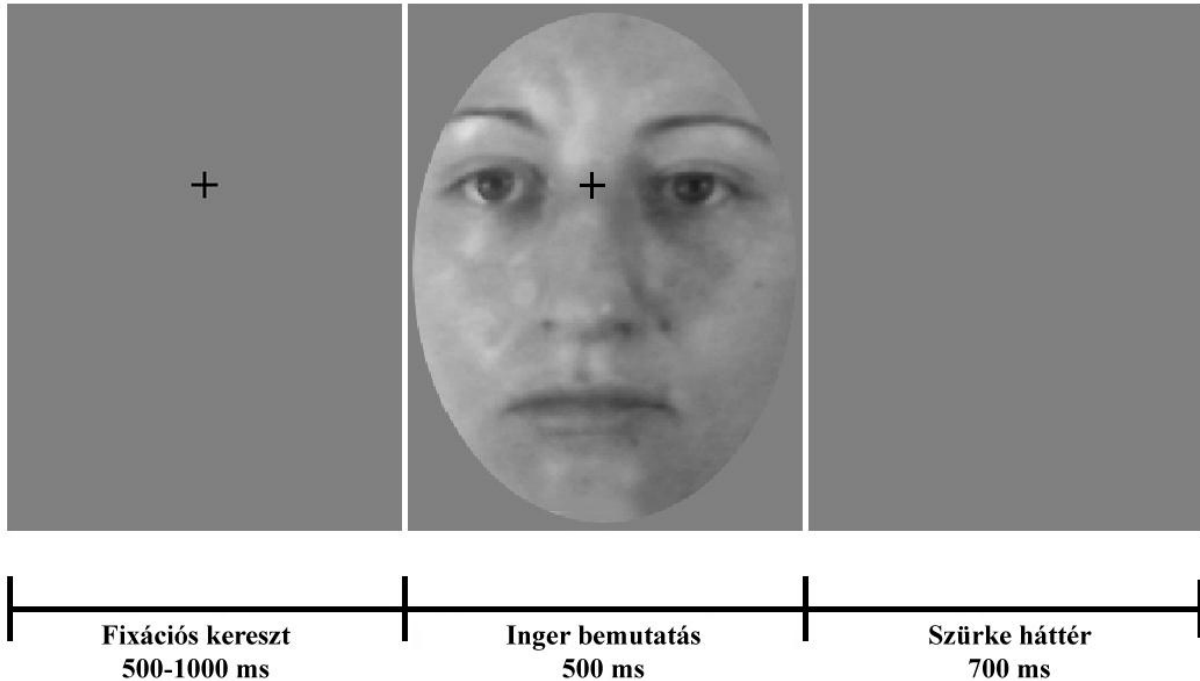 Fixációs kereszt
500-1000 ms
Inger bemutatás
500 ms
Szürke háttér
700 ms